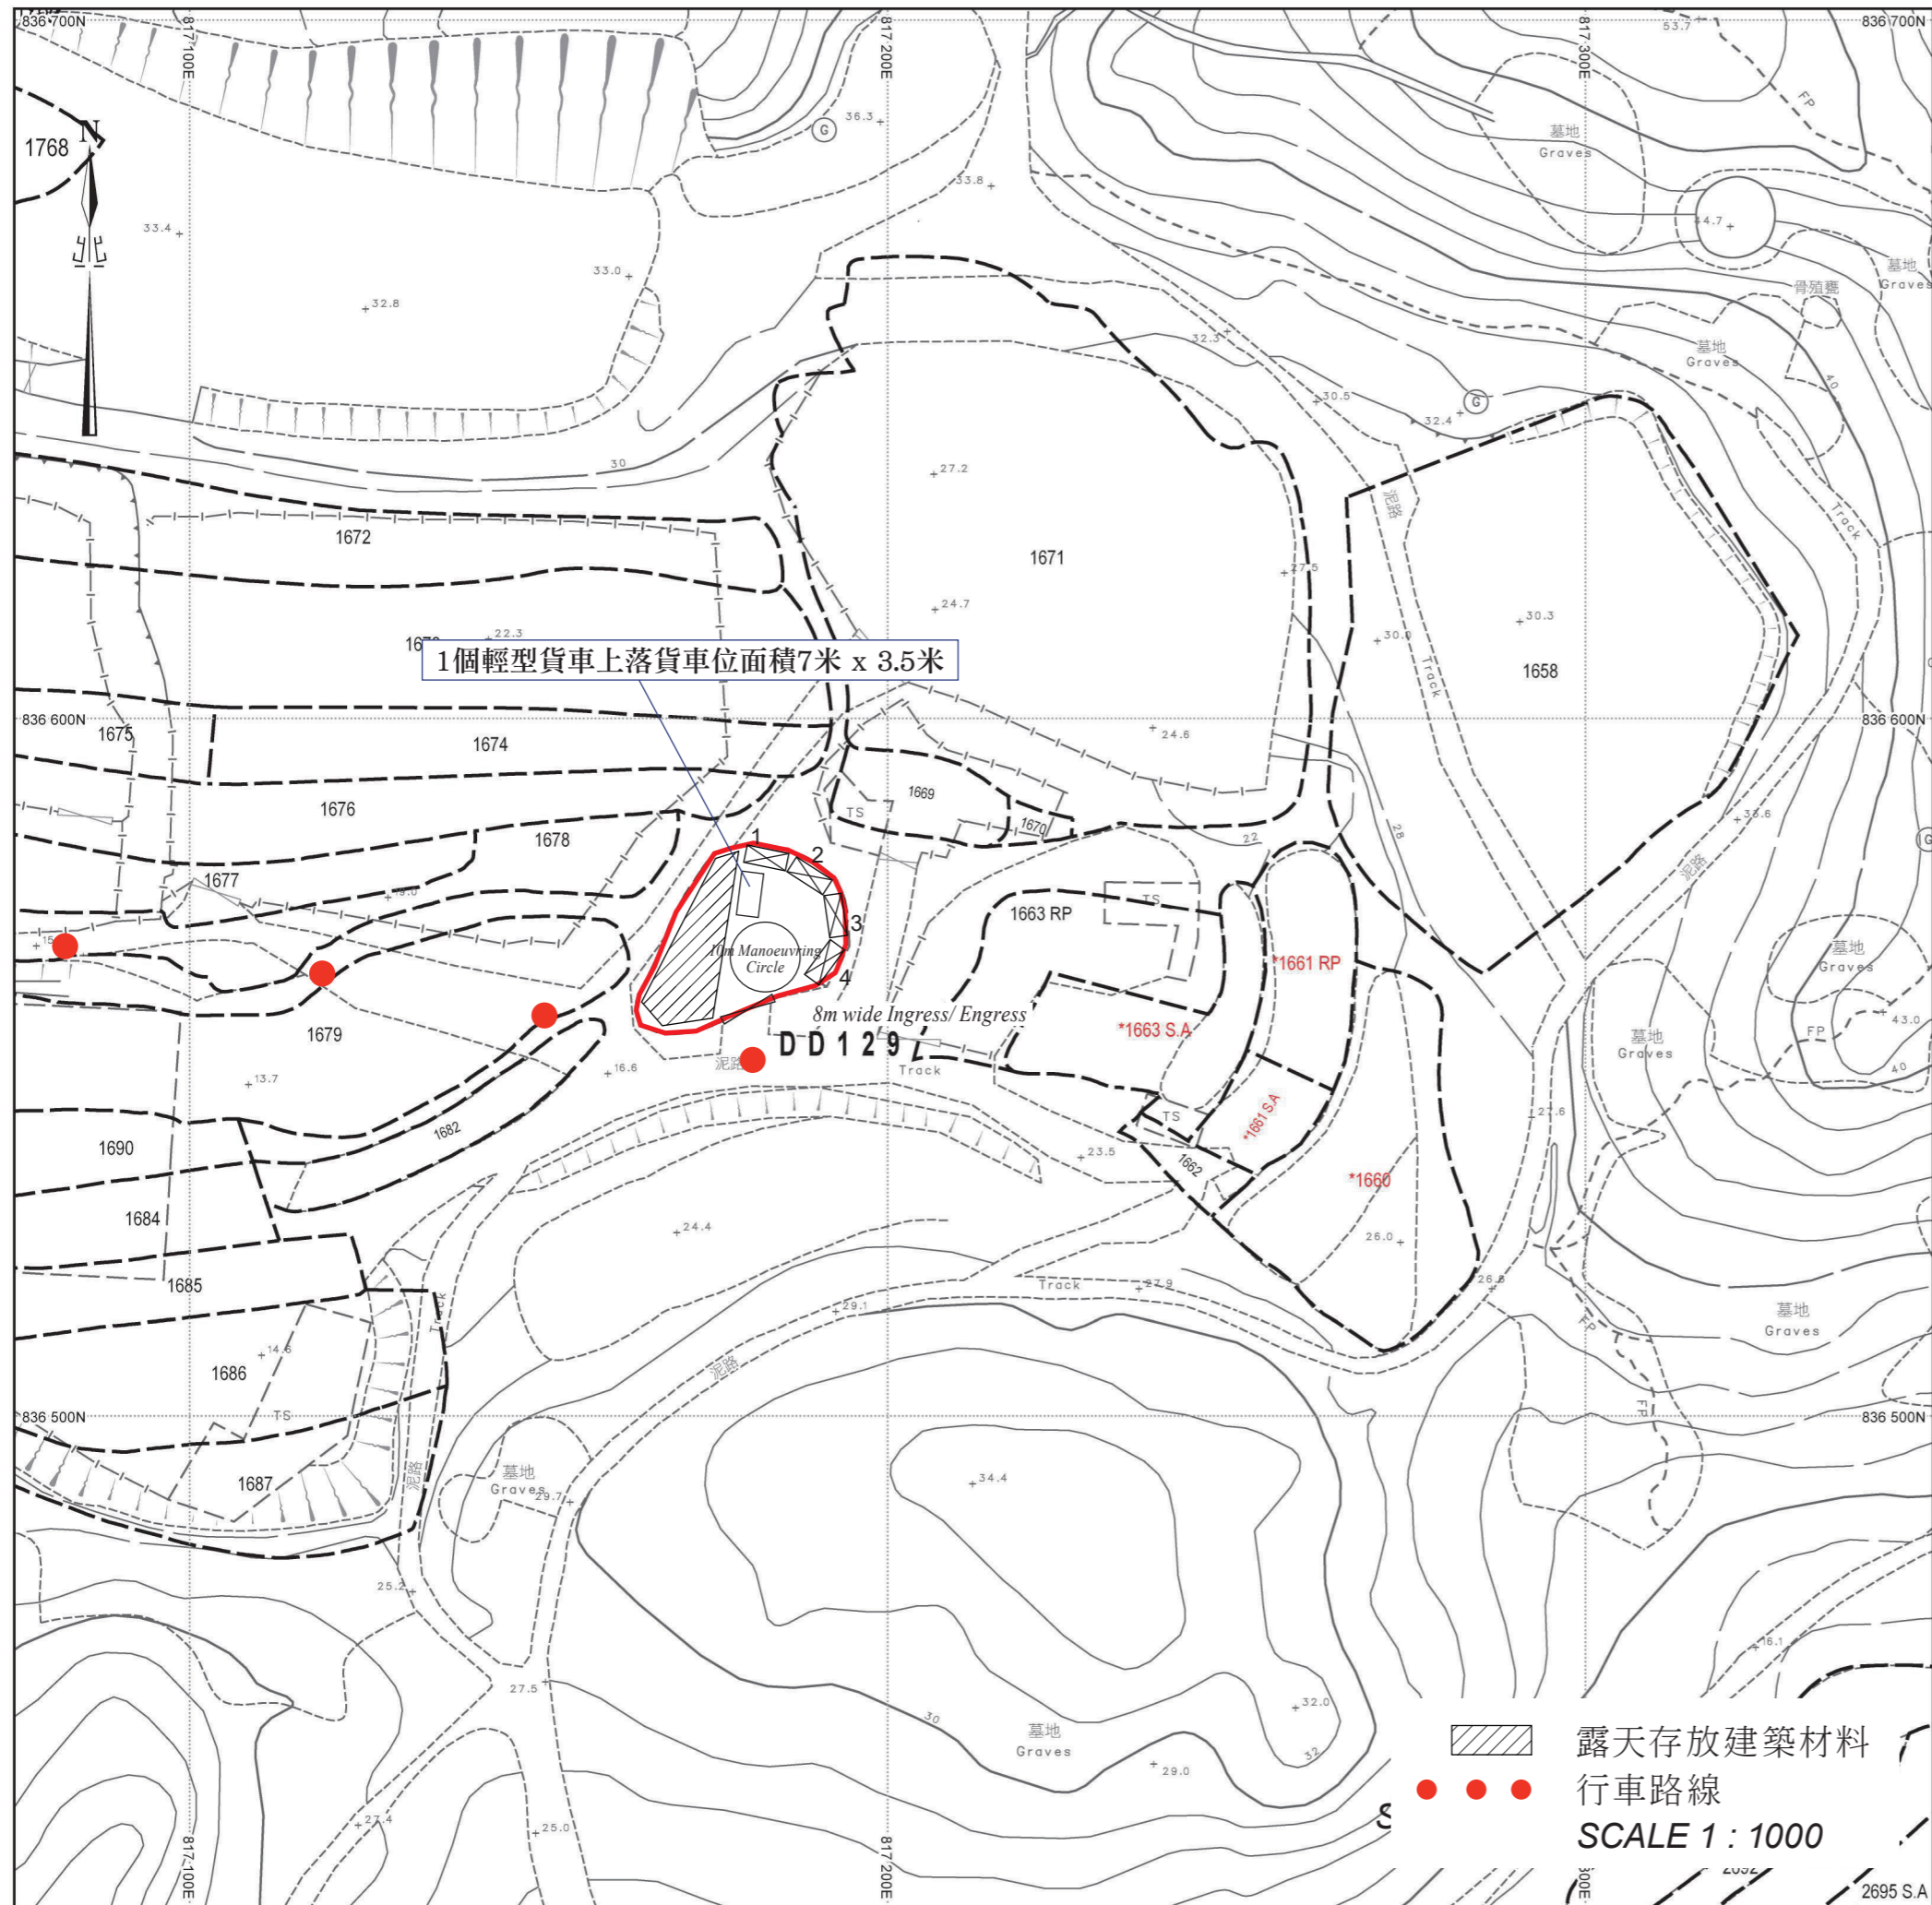 836 700N
817 100E
817 200E
817 300E
836 700N
53.7
FP
36.3
G
墓地
Graves
1768
N
33.8
33.4
44.7
33.0
墓地
Graves
骨殖甕
32.8
32.3
墓地
Graves
40
30.5
G
32.4
30
27.2
泥路
Track
1672
1671
27.5
24.7
30.3
22.3
30.0
1個輕型貨車上落貨車位面積7米 x 3.5米
Track
1658
836 600N
836 600N
1675
24.6
1674
1669
1676
TS
1670
1678
22
28
33.6
G
1
2
泥路
1677
19.0
1663 RP
TS
3
10m Manoeuvring
Circle
墓地
Graves
*1661 RP
4
8m wide Ingress/ Engress
*1663 S.A
43.0
FP
1679
DD129
墓地
Graves
泥路
Track
16.6
13.7
40
TS
27.6
1682
*1661 S.A
1690
23.5
1662
*1660
1684
24.4
26.0
1685
Track
Track
27.9
29.1
墓地
Graves
FP
14.6
泥路
1686
TS
836 500N
FP
836 500N
1687
泥路
墓地
Graves
29.7
34.4
25.2
16.1
27.5
32.0
30
墓地
Graves
32
29.0
露天存放建築材料
行車路線
27.4
25.0
SCALE 1 : 1000
817 100E
817 200E
2692
2695 S.A